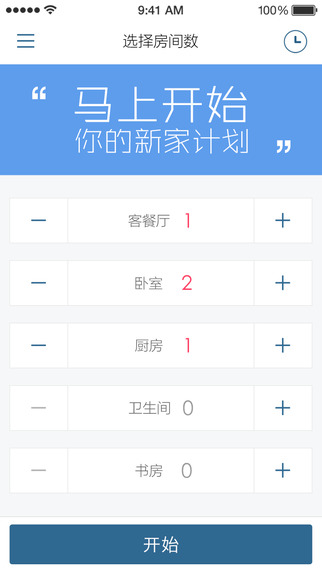 9:41 AM
100%
选择房间数
“ 马上开始
你的新家计划 ”
客餐厅 1
卧室 2
厨房 1
卫生间 0
书房 0
开始